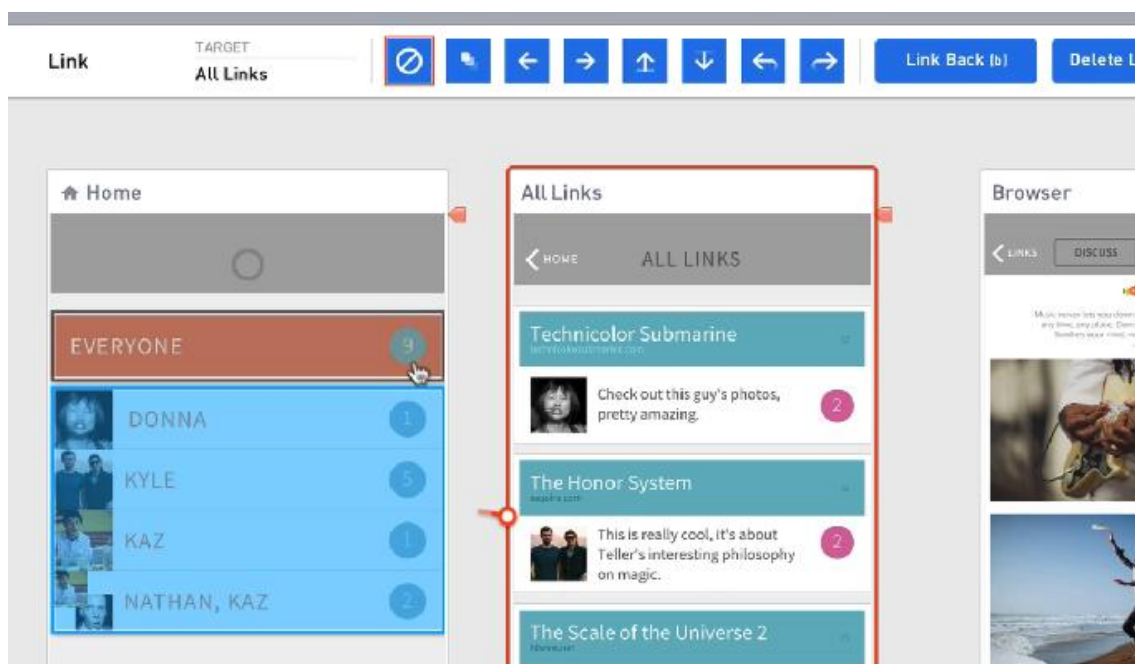 TARGET
Link
All Links
Link Back (b)
Delete L
Home
EVERYONE
9
DONNA
1
KYLE
5
KAZ
1
NATHAN, KAZ
2
All Links
HOME
ALL LINKS
Technicolor Submarine
Check out this guy's photos,
pretty amazing.
2
The Honor System
esquire.com
This is really cool, it's about
Teller's interesting philosophy
on magic.
2
The Scale of the Universe 2
Browser
LINKS
DISCUSS